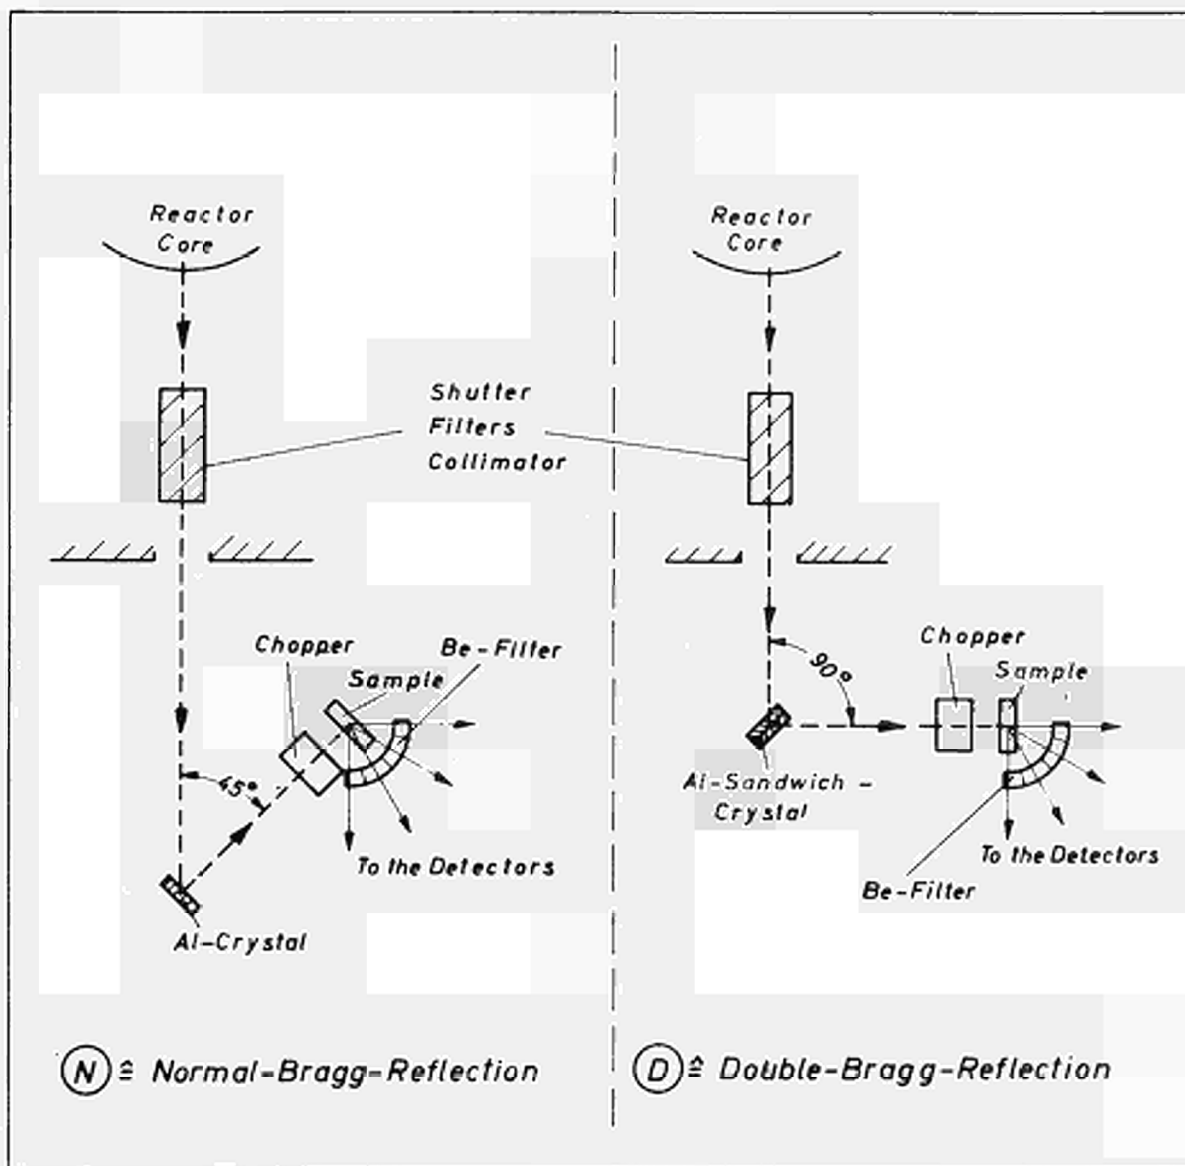 Reactor
Core
Reactor
Core
Shutter
Filters
Collimator
Chopper
Be-Filter
Sample
45°
To the Detectors
Al-Crystal
90°
Chopper
Sample
Al-Sandwich-
Crystal
To the Detectors
Be-Filter
N ≙ Normal-Bragg-Reflection
D ≙ Double-Bragg-Reflection